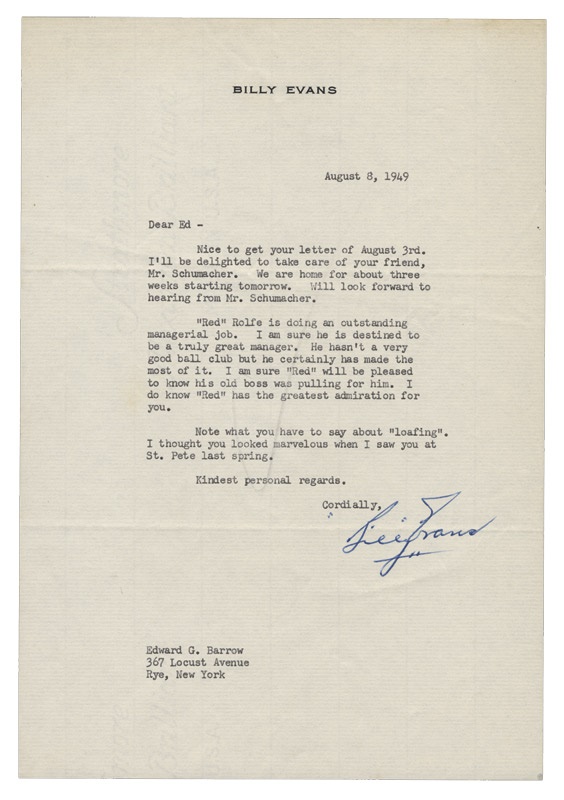 BILLY EVANS
August 8, 1949
Dear Ed -
Nice to get your letter of August 3rd.
I'll be delighted to take care of your friend,
Mr. Schumacher. We are home for about three
weeks starting tomorrow. Will look forward to
hearing from Mr. Schumacher.
"Red" Rolfe is doing an outstanding
managerial job. I am sure he is destined to
be a truly great manager. He hasn't a very
good ball club but he certainly has made the
most of it. I am sure "Red" will be pleased
to know his old boss was pulling for him. I
do know "Red" has the greatest admiration for
you.
Note what you have to say about "loafing".
I thought you looked marvelous when I saw you at
St. Pete last spring.
Kindest personal regards.
Cordially,
"Bill" Evans
Edward G. Barrow
367 Locust Avenue
Rye, New York